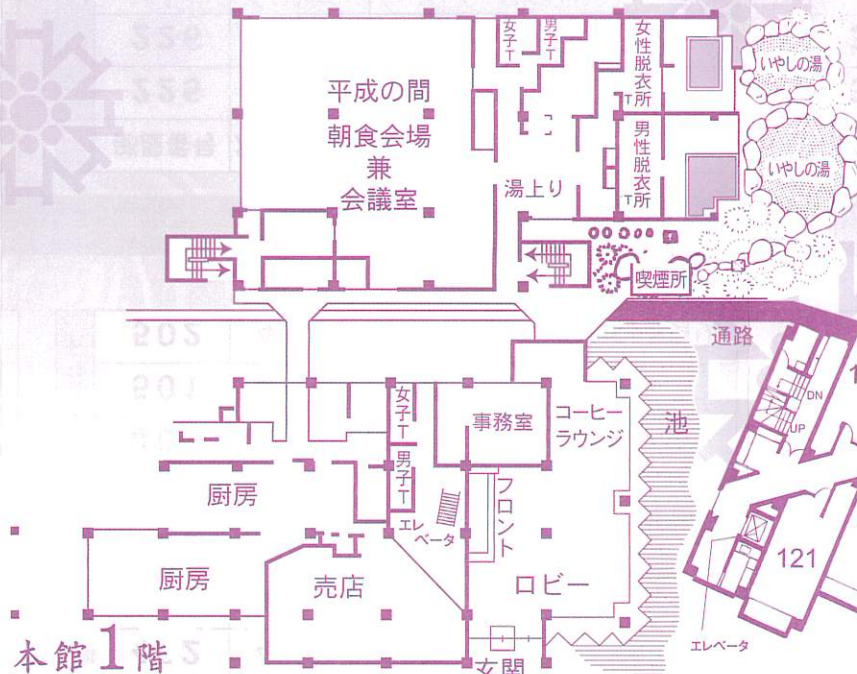 女子T
男子T
女性脱衣所
T
いやしの湯
平成の間
朝食会場
兼
会議室
男性脱衣所
T
いやしの湯
湯上り
喫煙所
通路
女子T
事務室
コーヒー
ラウンジ
池
DN
UP
男子T
厨房
フロント
エレベータ
厨房
売店
ロビー
121
エレベータ
玄関
本館1階
226
225
502
501